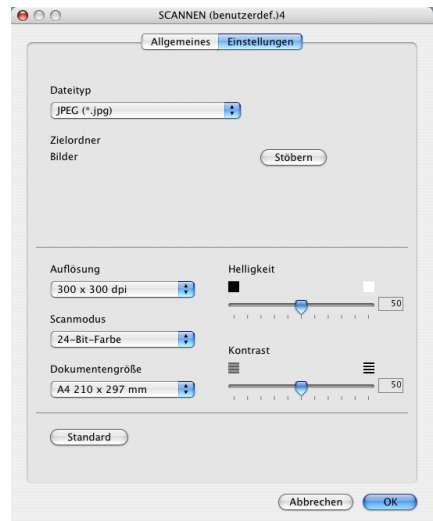 SCANNEN (benutzerdef.)4
Allgemeines Einstellungen
Dateityp
JPEG (*.jpg)
Zielordner
Bilder Stöbern
Auflösung
300 x 300 dpi
Scanmodus
24-Bit-Farbe
Dokumentengröße
A4 210 x 297 mm
Helligkeit
50
Kontrast
50
Standard
Abbrechen OK